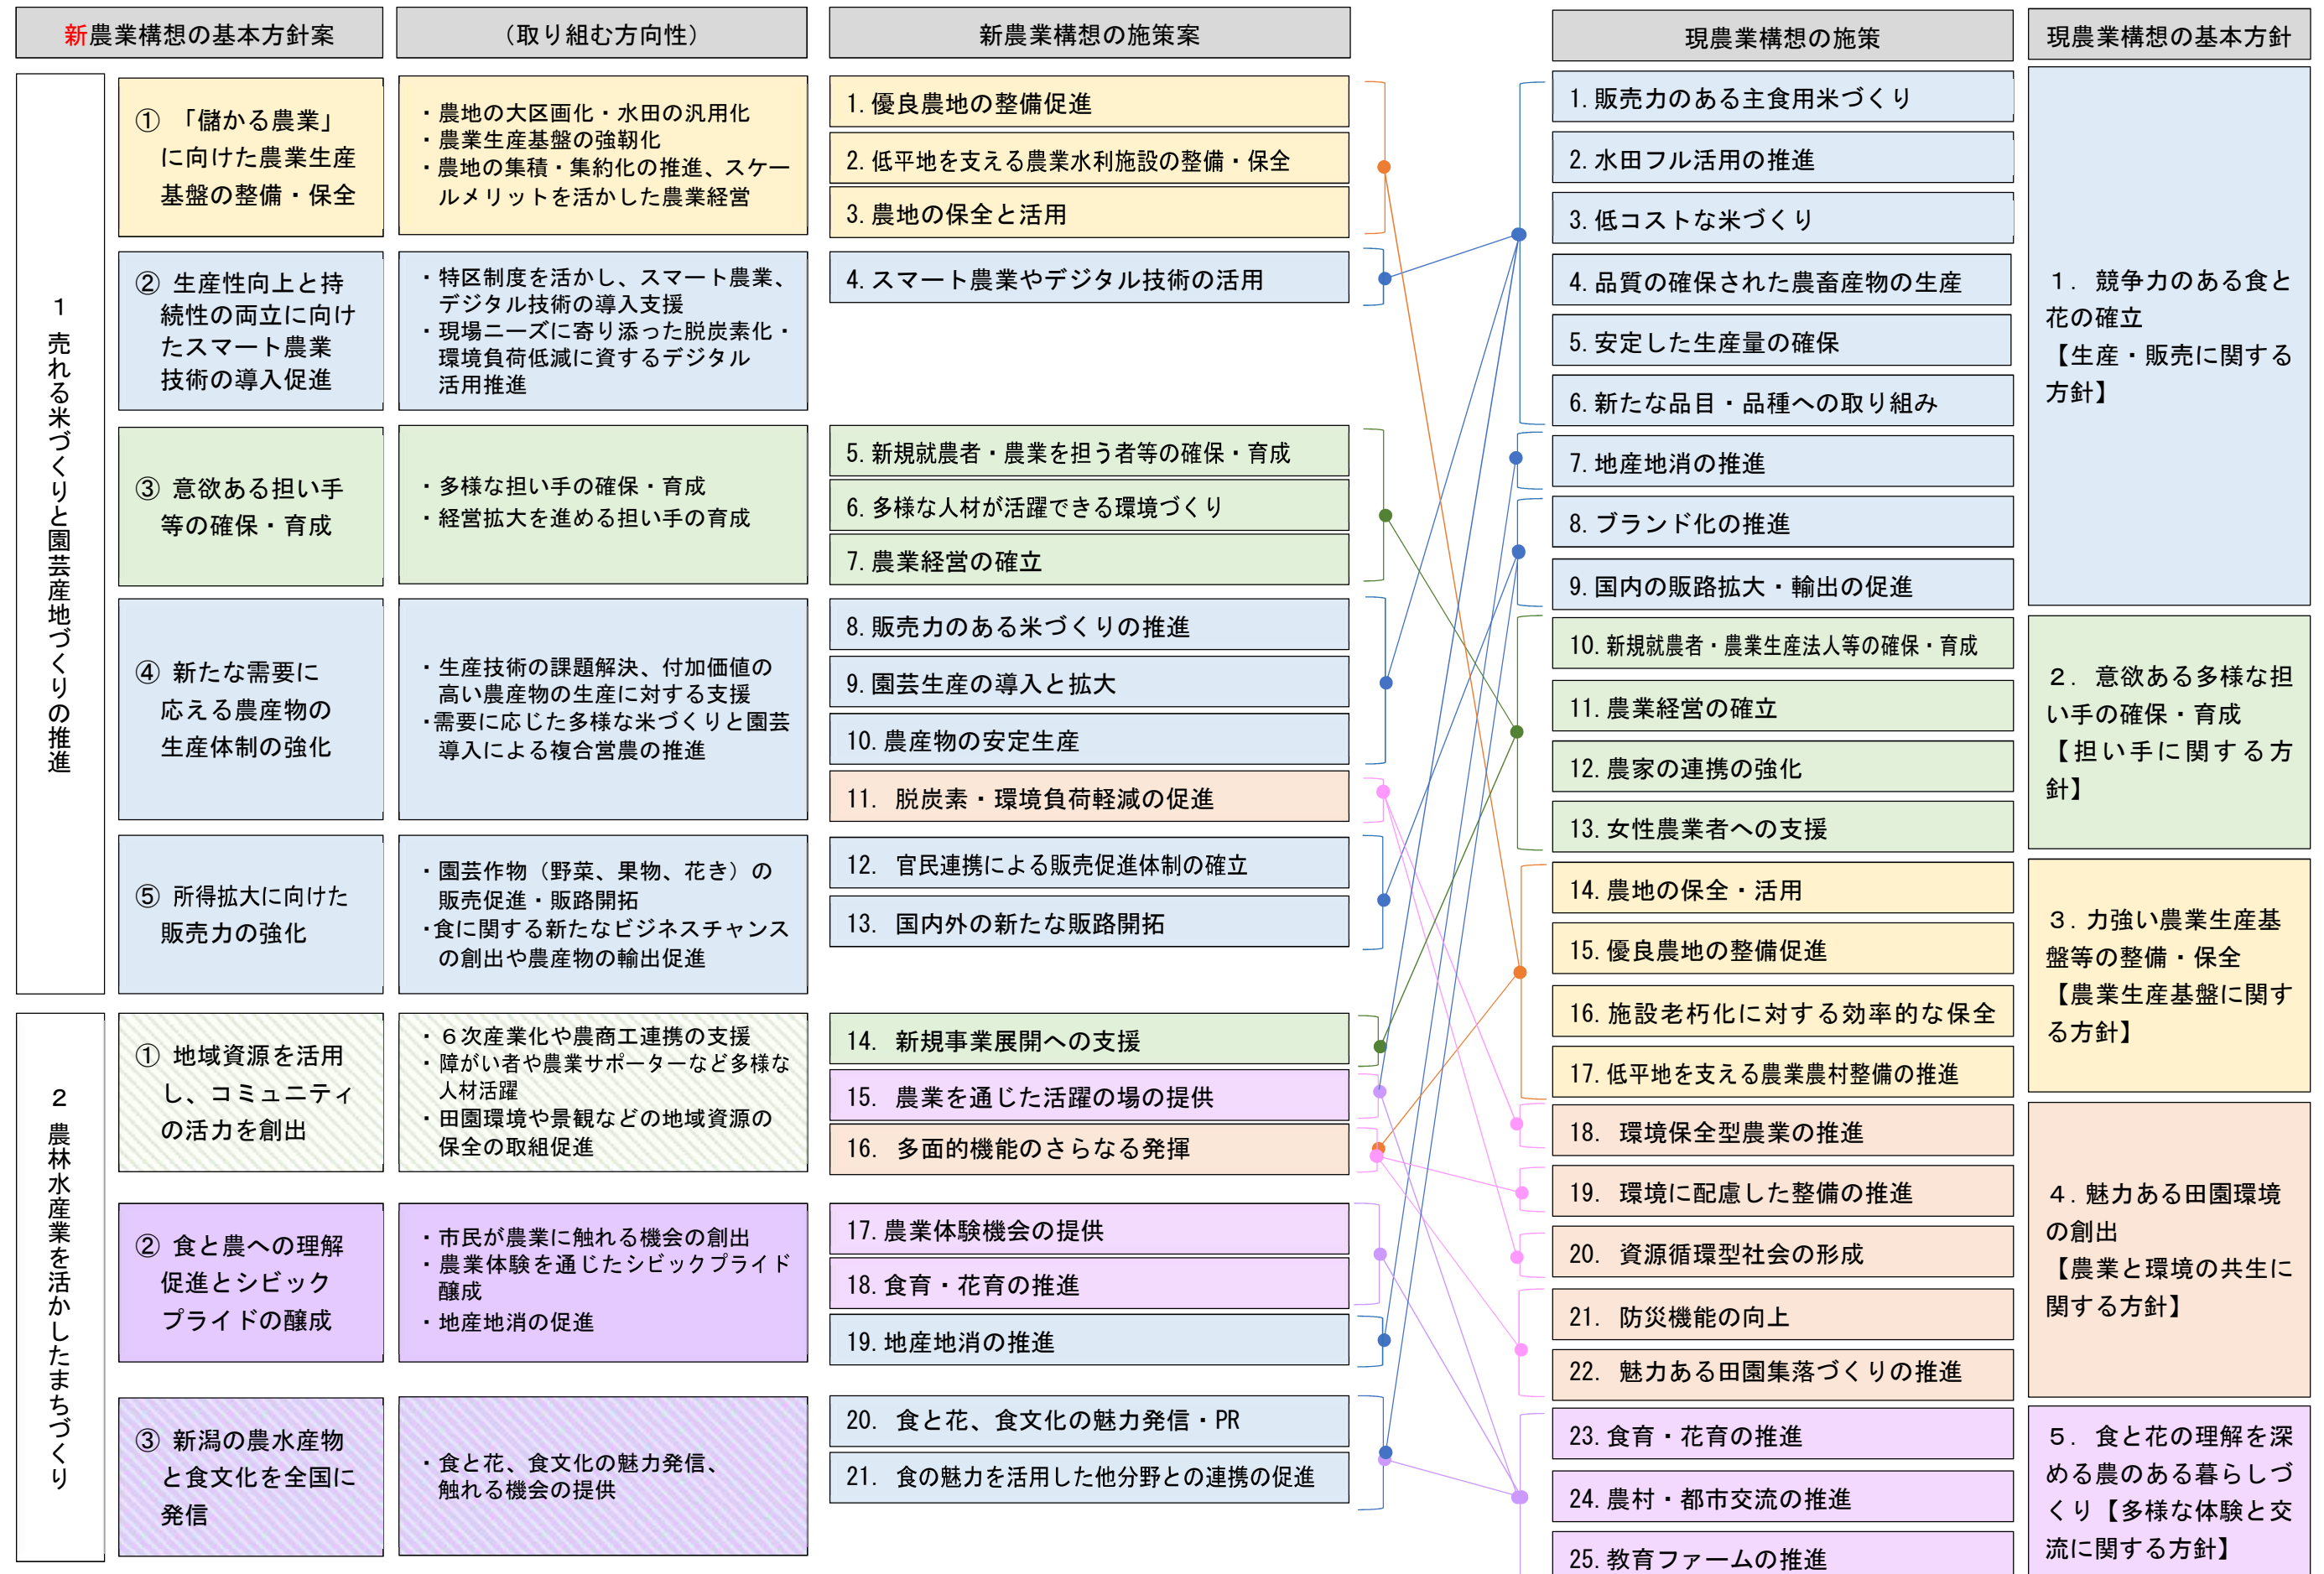 新農業構想の基本方針案
（取り組む方向性）
新農業構想の施策案
現農業構想の施策
現農業構想の基本方針
１ 売れる米づくりと園芸産地づくりの推進
① 「儲かる農業」
に向けた農業生産
基盤の整備・保全
・農地の大区画化・水田の汎用化
・農業生産基盤の強靭化
・農地の集積・集約化の推進、スケー
ルメリットを活かした農業経営
1.優良農地の整備促進
2.低平地を支える農業水利施設の整備・保全
3.農地の保全と活用
② 生産性向上と持
続性の両立に向け
たスマート農業
技術の導入促進
・特区制度を活かし、スマート農業、
デジタル技術の導入支援
・現場ニーズに寄り添った脱炭素化・
環境負荷低減に資するデジタル
活用推進
4.スマート農業やデジタル技術の活用
③ 意欲ある担い手
等の確保・育成
・多様な担い手の確保・育成
・経営拡大を進める担い手の育成
5.新規就農者・農業を担う者等の確保・育成
6.多様な人材が活躍できる環境づくり
7.農業経営の確立
④ 新たな需要に
応える農産物の
生産体制の強化
・生産技術の課題解決、付加価値の
高い農産物の生産に対する支援
・需要に応じた多様な米づくりと園芸
導入による複合営農の推進
8.販売力のある米づくりの推進
9.園芸生産の導入と拡大
10.農産物の安定生産
11. 脱炭素・環境負荷軽減の促進
⑤ 所得拡大に向けた
販売力の強化
・園芸作物（野菜、果物、花き）の
販売促進・販路開拓
・食に関する新たなビジネスチャンス
の創出や農産物の輸出促進
12. 官民連携による販売促進体制の確立
13. 国内外の新たな販路開拓
２ 農林水産業を活かしたまちづくり
① 地域資源を活用
し、コミュニティ
の活力を創出
・６次産業化や農商工連携の支援
・障がい者や農業サポーターなど多様な
人材活躍
・田園環境や景観などの地域資源の
保全の取組促進
14. 新規事業展開への支援
15. 農業を通じた活躍の場の提供
16. 多面的機能のさらなる発揮
② 食と農への理解
促進とシビック
プライドの醸成
・市民が農業に触れる機会の創出
・農業体験を通じたシビックプライド
醸成
・地産地消の促進
17.農業体験機会の提供
18.食育・花育の推進
19.地産地消の推進
③ 新潟の農水産物
と食文化を全国に
発信
・食と花、食文化の魅力発信、
触れる機会の提供
20. 食と花、食文化の魅力発信・PR
21. 食の魅力を活用した他分野との連携の促進
1.販売力のある主食用米づくり
2.水田フル活用の推進
3.低コストな米づくり
4.品質の確保された農畜産物の生産
5.安定した生産量の確保
6.新たな品目・品種への取り組み
7.地産地消の推進
8.ブランド化の推進
9.国内の販路拡大・輸出の促進
10.新規就農者・農業生産法人等の確保・育成
11.農業経営の確立
12.農家の連携の強化
13.女性農業者への支援
14.農地の保全・活用
15.優良農地の整備促進
16.施設老朽化に対する効率的な保全
17.低平地を支える農業農村整備の推進
18. 環境保全型農業の推進
19. 環境に配慮した整備の推進
20. 資源循環型社会の形成
21. 防災機能の向上
22. 魅力ある田園集落づくりの推進
23.食育・花育の推進
24.農村・都市交流の推進
25.教育ファームの推進
１．競争力のある食と
花の確立
【生産・販売に関する
方針】
２．意欲ある多様な担
い手の確保・育成
【担い手に関する方
針】
３．力強い農業生産基
盤等の整備・保全
【農業生産基盤に関す
る方針】
４．魅力ある田園環境
の創出
【農業と環境の共生に
関する方針】
５．食と花の理解を深
める農のある暮らしづ
くり【多様な体験と交
流に関する方針】